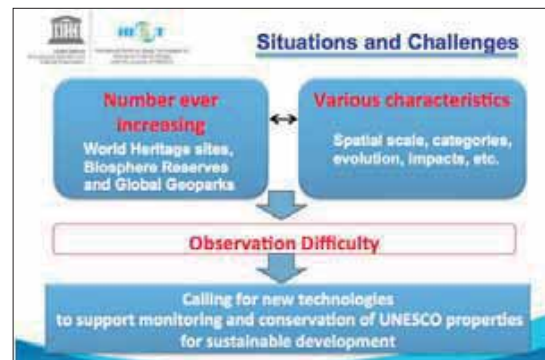 Situations and Challenges
Number ever
increasing
World Heritage sites,
Biosphere Reserves
and Global Geoparks
Various characteristics
Spatial scale, categories,
evolution, impacts, etc.
Observation Difficulty
Calling for new technologies
to support monitoring and conservation of UNESCO properties
for sustainable development